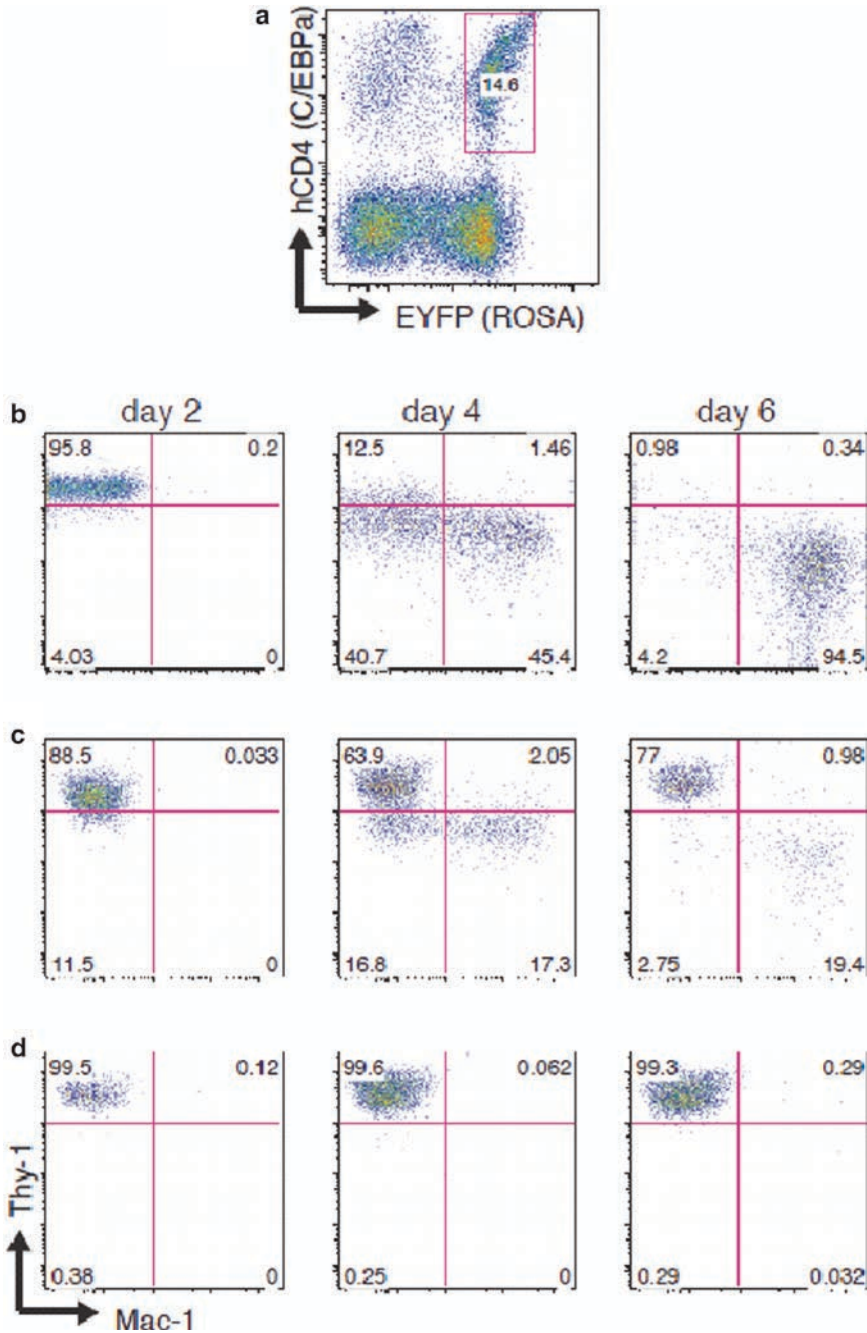 a
hCD4 (C/EBPa)
14.6
EYFP (ROSA)
b
day 2
day 4
day 6
95.8 0.2
4.03 0
12.5 1.46
40.7 45.4
0.98 0.34
4.2 94.5
c
88.5 0.033
11.5 0
63.9 2.05
16.8 17.3
77 0.98
2.75 19.4
d
99.5 0.12
0.38 0
99.6 0.062
0.25 0
99.3 0.29
0.29 0.032
Thy-1
Mac-1